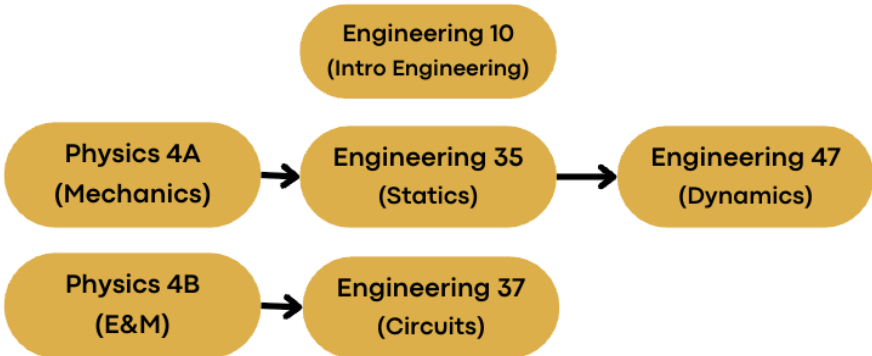 Engineering 10
(Intro Engineering)
Physics 4A
(Mechanics)
Engineering 35
(Statics)
Engineering 47
(Dynamics)
Physics 4B
(E&M)
Engineering 37
(Circuits)